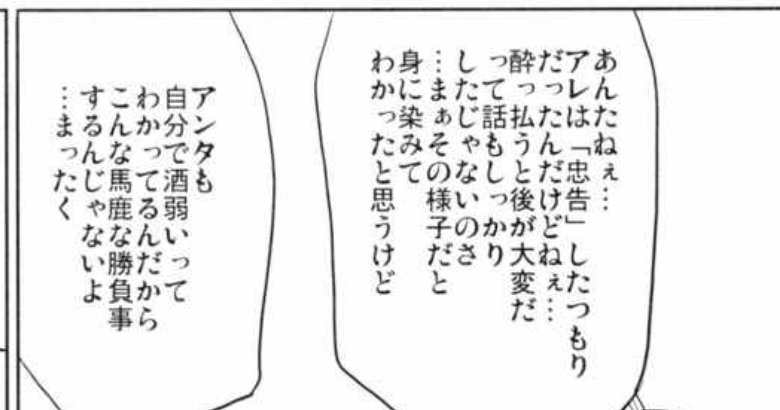 あんたねぇ…
アレは「忠告」したつもり
だったんだけどねぇ…
酔っ払うと後が大変だ
って話もしっかり
したじゃないのさ
…まぁその様子だと
身に染みて
わかったと思うけど
アンタも
自分で酒弱いって
わかってるんだから
こんな馬鹿な勝負事
するんじゃないよ
…まったく